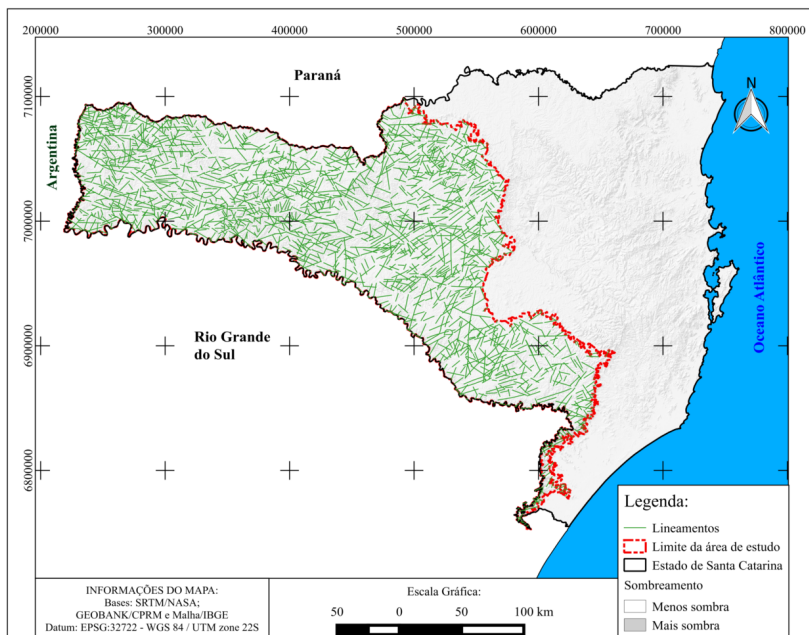 200000 300000 400000 500000 600000 700000 800000
Paraná
N
7100000
Argentina
7000000
Oceano Atlântico
Rio Grande
do Sul
6900000
6800000
Legenda:
Lineamentos
Limite da área de estudo
Estado de Santa Catarina
Sombreamento
Menos sombra
Mais sombra
INFORMAÇÕES DO MAPA:
Bases: SRTM/NASA;
GEOBANK/CPRM e Malha/IBGE
Datum: EPSG:32722 - WGS 84 / UTM zone 22S
Escala Gráfica:
50 0 50 100 km